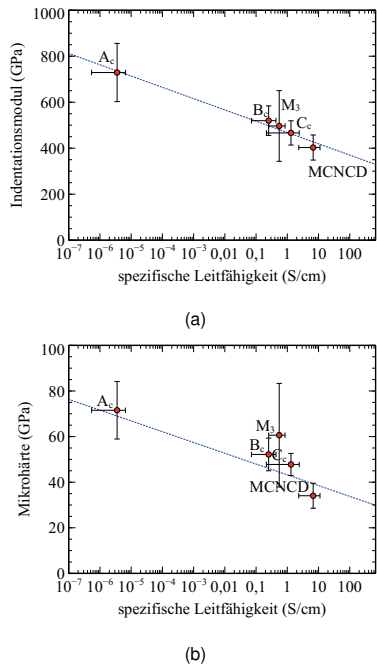 1000
800
600
400
200
0
Indentationsmodul (GPa)
A_c
B_c
M_3
C_c
MCNCD
10^-7 10^-6 10^-5 10^-4 10^-3 0,01 0,1 1 10 100
spezifische Leitfähigkeit (S/cm)
(a)
100
80
60
40
20
0
Mikrohärte (GPa)
A_c
M_3
B_c
C_c
MCNCD
10^-7 10^-6 10^-5 10^-4 10^-3 0,01 0,1 1 10 100
spezifische Leitfähigkeit (S/cm)
(b)